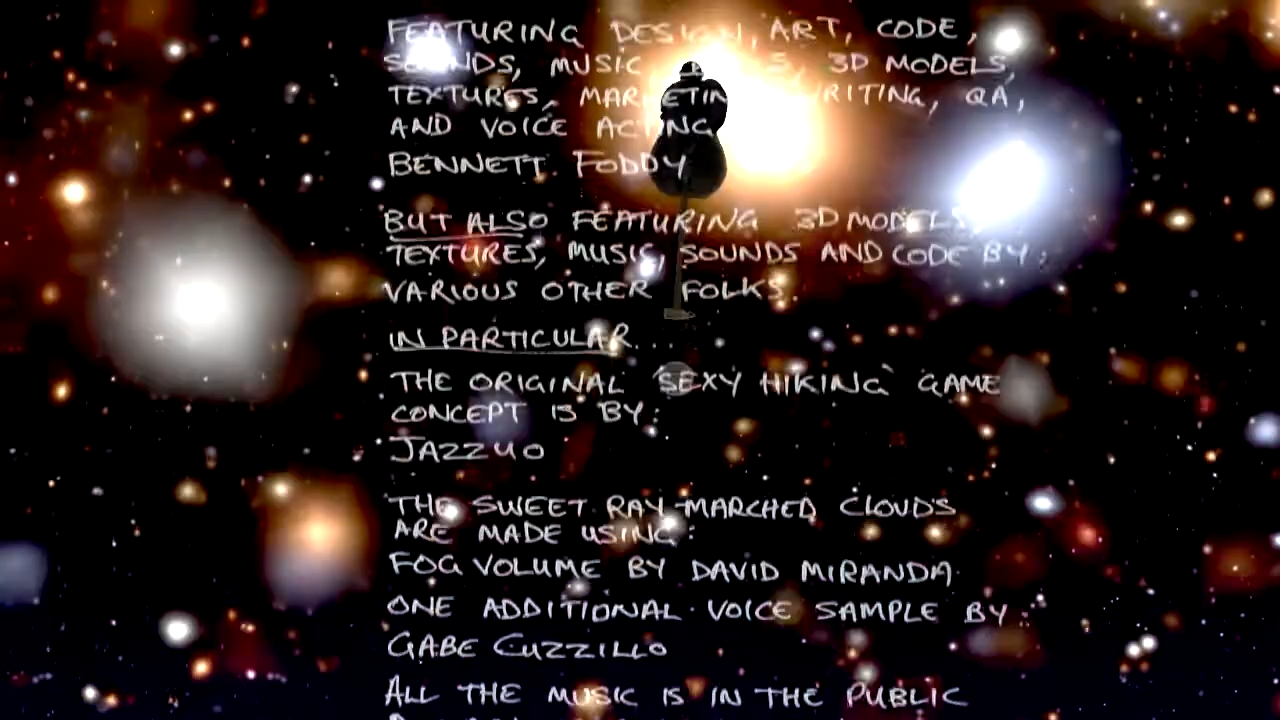 FEATURING DESIGN, ART, CODE,
SOUNDS, MUSIC 3D MODELS,
TEXTURES, MARKETING, WRITING, QA,
AND VOICE ACTING
BENNETT FODDY
BUT ALSO FEATURING 3D MODELS,
TEXTURES, MUSIC, SOUNDS AND CODE BY:
VARIOUS OTHER FOLKS.
IN PARTICULAR...
THE ORIGINAL 'SEXY HIKING' GAME
CONCEPT IS BY:
JAZZUO
THE SWEET RAY-MARCHED CLOUDS
ARE MADE USING:
FOG VOLUME BY DAVID MIRANDA
ONE ADDITIONAL VOICE SAMPLE BY:
GABE CUZZILLO
ALL THE MUSIC IS IN THE PUBLIC